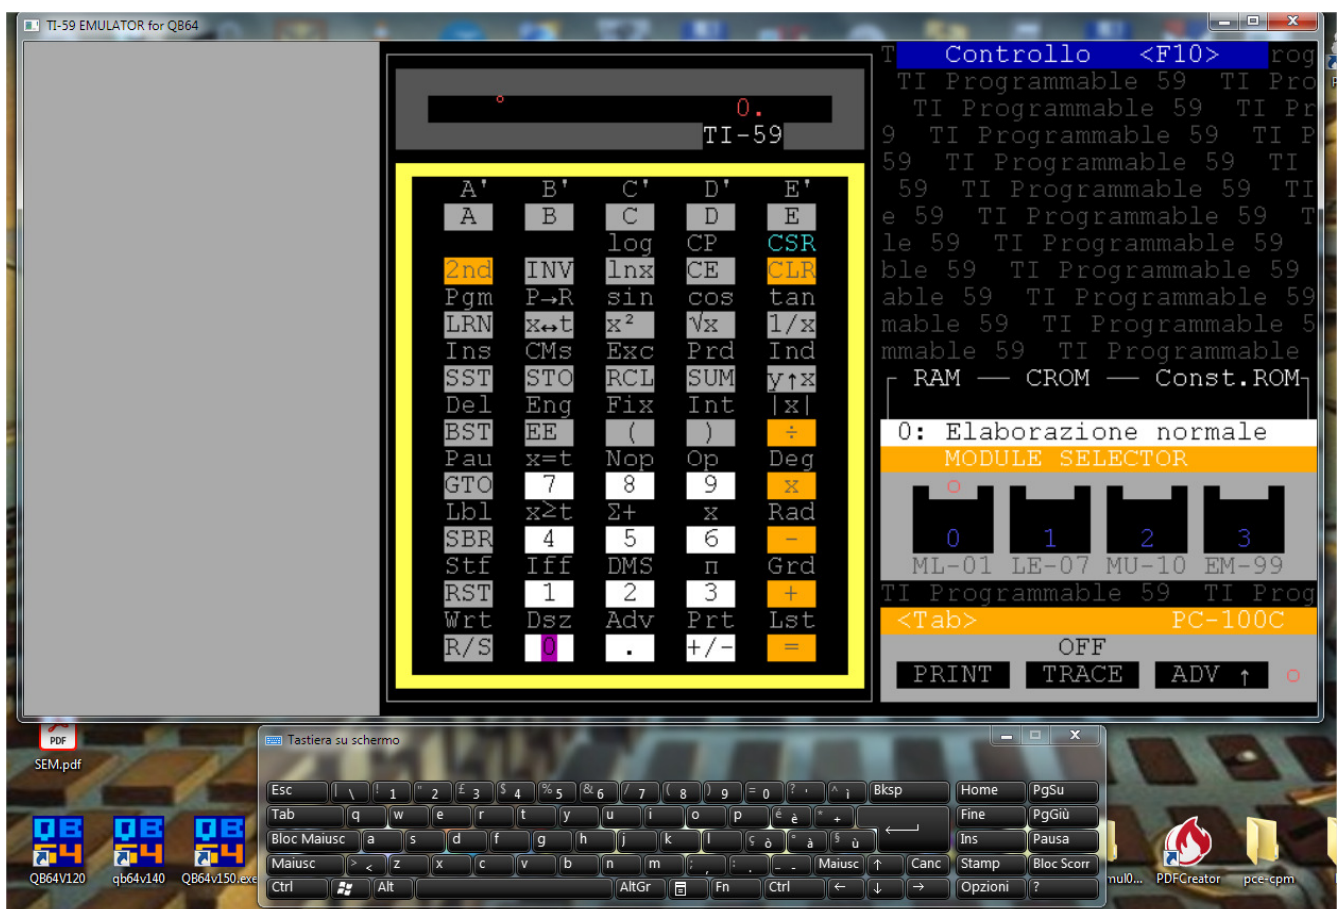 TI-59 EMULATOR for QB64
0.
TI-59
A' B' C' D' E'
A B C D E
log CP CSR
2nd INV lnx CE CLR
Pgm P→R sin cos tan
LRN x↔t x² √x 1/x
Ins CMs Exc Prd Ind
SST STO RCL SUM y↑x
Del Eng Fix Int |x|
BST EE ( ) ÷
Pau x=t Nop Op Deg
GTO 7 8 9 x
Lbl x≥t Σ+ x Rad
SBR 4 5 6 -
Stf Iff DMS π Grd
RST 1 2 3 +
Wrt Dsz Adv Prt Lst
R/S 0 . +/- =
T Controllo <F10> rog
TI Programmable 59 TI Pro
TI Programmable 59 TI Pr
9 TI Programmable 59 TI P
59 TI Programmable 59 TI
59 TI Programmable 59 TI
e 59 TI Programmable 59 T
le 59 TI Programmable 59
ble 59 TI Programmable 59
able 59 TI Programmable 59
mable 59 TI Programmable 5
mmable 59 TI Programmable
RAM — CROM — Const.ROM
0: Elaborazione normale
MODULE SELECTOR
0 1 2 3
ML-01 LE-07 MU-10 EM-99
TI Programmable 59 TI Prog
<Tab> PC-100C
OFF
PRINT TRACE ADV ↑
PDF
SEM.pdf
Tastiera su schermo
Esc | \ ! 1 " 2 £ 3 $ 4 % 5 & 6 / 7 ( 8 ) 9 = 0 ? ' ^ ì Bksp Home PgSu
Tab q w e r t y u i o p é è * + Fine PgGiù
Bloc Maiusc a s d f g h j k l ç ò ° à § ù Ins Pausa
Maiusc > < z x c v b n m ; , : . _ - Maiusc ↑ Canc Stamp Bloc Scorr
Ctrl Alt AltGr Fn Ctrl ← ↓ → Opzioni ?
QB64V120 qb64v140 QB64v150.exe
mul0... PDFCreator pce-cpm